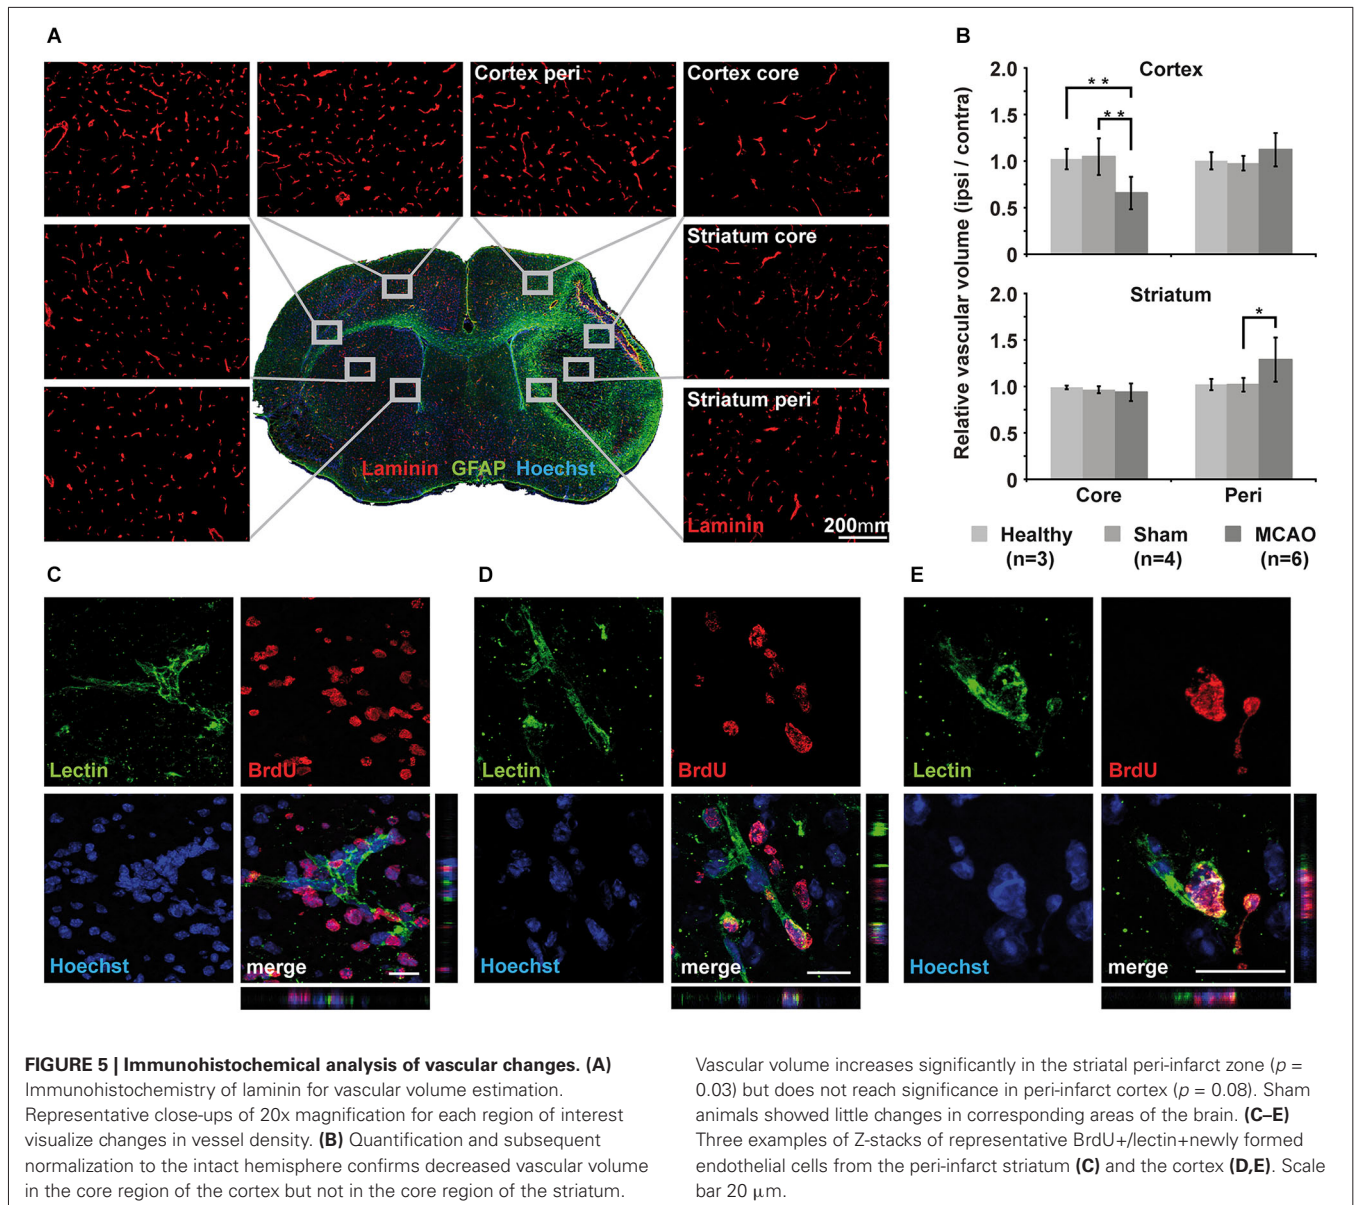 A
Cortex peri
Cortex core
Striatum core
Striatum peri
Laminin GFAP Hoechst
Laminin
200mm
B
Relative vascular volume (ipsi / contra)
Cortex
2.0
1.5
1.0
0.5
0
* *
* *
Striatum
2.0
1.5
1.0
0.5
0
*
Core Peri
Healthy (n=3)
Sham (n=4)
MCAO (n=6)
C
Lectin
BrdU
Hoechst
merge
D
Lectin
BrdU
Hoechst
merge
E
Lectin
BrdU
Hoechst
merge
FIGURE 5 | Immunohistochemical analysis of vascular changes. (A)
Immunohistochemistry of laminin for vascular volume estimation.
Representative close-ups of 20x magnification for each region of interest
visualize changes in vessel density. (B) Quantification and subsequent
normalization to the intact hemisphere confirms decreased vascular volume
in the core region of the cortex but not in the core region of the striatum.
Vascular volume increases significantly in the striatal peri-infarct zone (p =
0.03) but does not reach significance in peri-infarct cortex (p = 0.08). Sham
animals showed little changes in corresponding areas of the brain. (C–E)
Three examples of Z-stacks of representative BrdU+/lectin+newly formed
endothelial cells from the peri-infarct striatum (C) and the cortex (D,E). Scale
bar 20 μm.